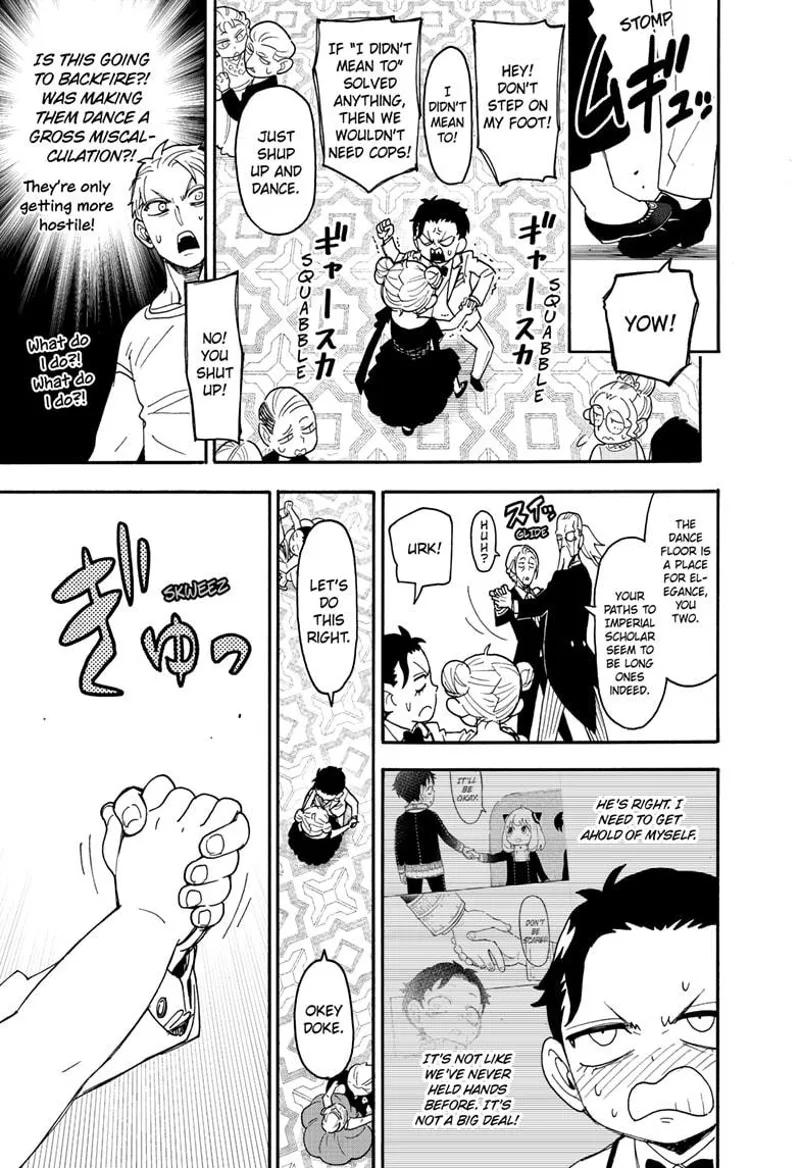 STOMP
ムギュッ
YOW!
HEY!
DON'T
STEP ON
MY FOOT!
I
DIDN'T
MEAN
TO!
IF "I DIDN'T
MEAN TO"
SOLVED
ANYTHING,
THEN WE
WOULDN'T
NEED COPS!
JUST
SHUP
UP AND
DANCE.
ギャースカ
SQUABBLE
ギャースカ
SQUABBLE
NO!
YOU
SHUT
UP!
IS THIS GOING
TO BACKFIRE?!
WAS MAKING
THEM DANCE A
GROSS MISCAL-
CULATION?!
They're only
getting more
hostile!
What do
I do?!
What do
I do?!
THE
DANCE
FLOOR IS
A PLACE
FOR EL-
EGANCE,
YOU
TWO.
YOUR
PATHS TO
IMPERIAL
SCHOLAR
SEEM TO
BE LONG
ONES
INDEED.
スイッ
GLIDE
HUH?
URK!
HE'S RIGHT. I
NEED TO GET
AHOLD OF MYSELF.
IT'LL
BE
OKAY.
DON'T
BE
SCARED.
IT'S NOT LIKE
WE'VE NEVER
HELD HANDS
BEFORE. IT'S
NOT A BIG DEAL!
LET'S
DO THIS
RIGHT.
OKEY
DOKE.
ぎゅっ
SKWEEZ